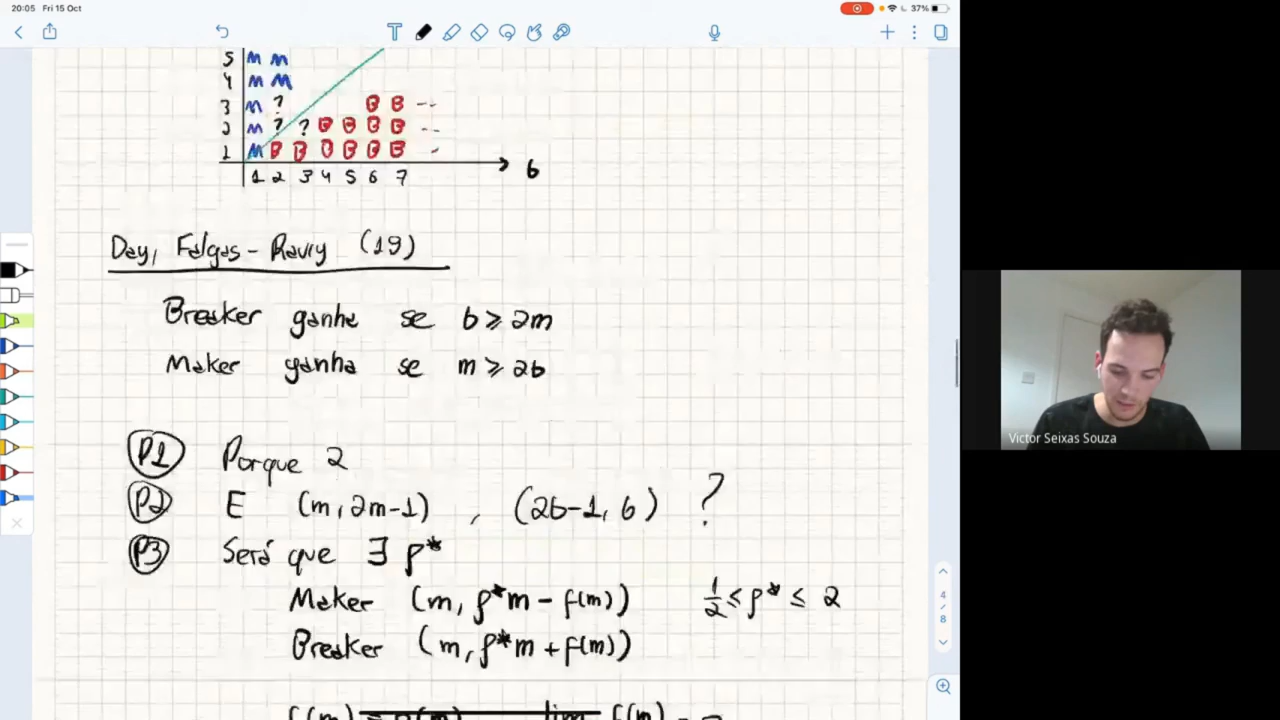 20:05 Fri 15 Oct
37%
5 M M
4 M M
3 M ? B B --
2 M ? ? B B B B --
1 M B B B B B B -
1 2 3 4 5 6 7 b
Day, Falgas-Ravry (19)
Breaker ganha se b ≥ 2m
Maker ganha se m ≥ 2b
P1 Porque 2
P2 E (m, 2m-1) , (2b-1, b) ?
P3 Será que ∃ ρ*
Maker (m, ρ*m - f(m)) 1/2 ≤ ρ* ≤ 2
Breaker (m, ρ*m + f(m))
4
/
8
Victor Seixas Souza